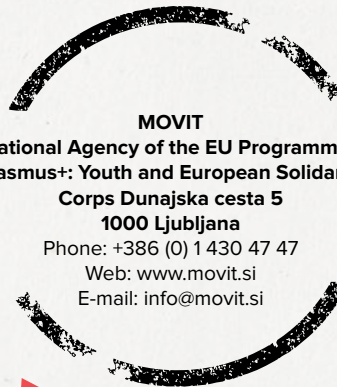 MOVIT
ational Agency of the EU Programm
asmus+: Youth and European Solidar
Corps Dunajska cesta 5
1000 Ljubljana
Phone: +386 (0) 1 430 47 47
Web: www.movit.si
E-mail: info@movit.si